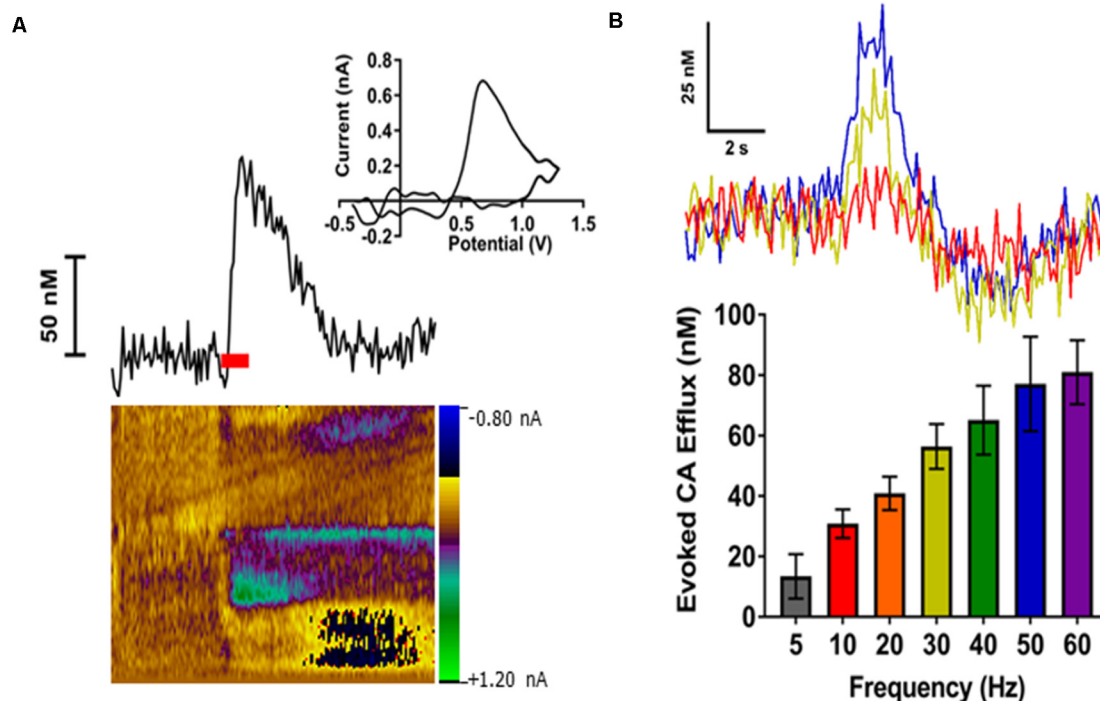 A
Current (nA)
0.8
0.6
0.4
0.2
-0.2
-0.5
0.5
1.0
1.5
Potential (V)
50 nM
-0.80 nA
+1.20 nA
B
25 nM
2 s
Evoked CA Efflux (nM)
100
80
60
40
20
0
5 10 20 30 40 50 60
Frequency (Hz)